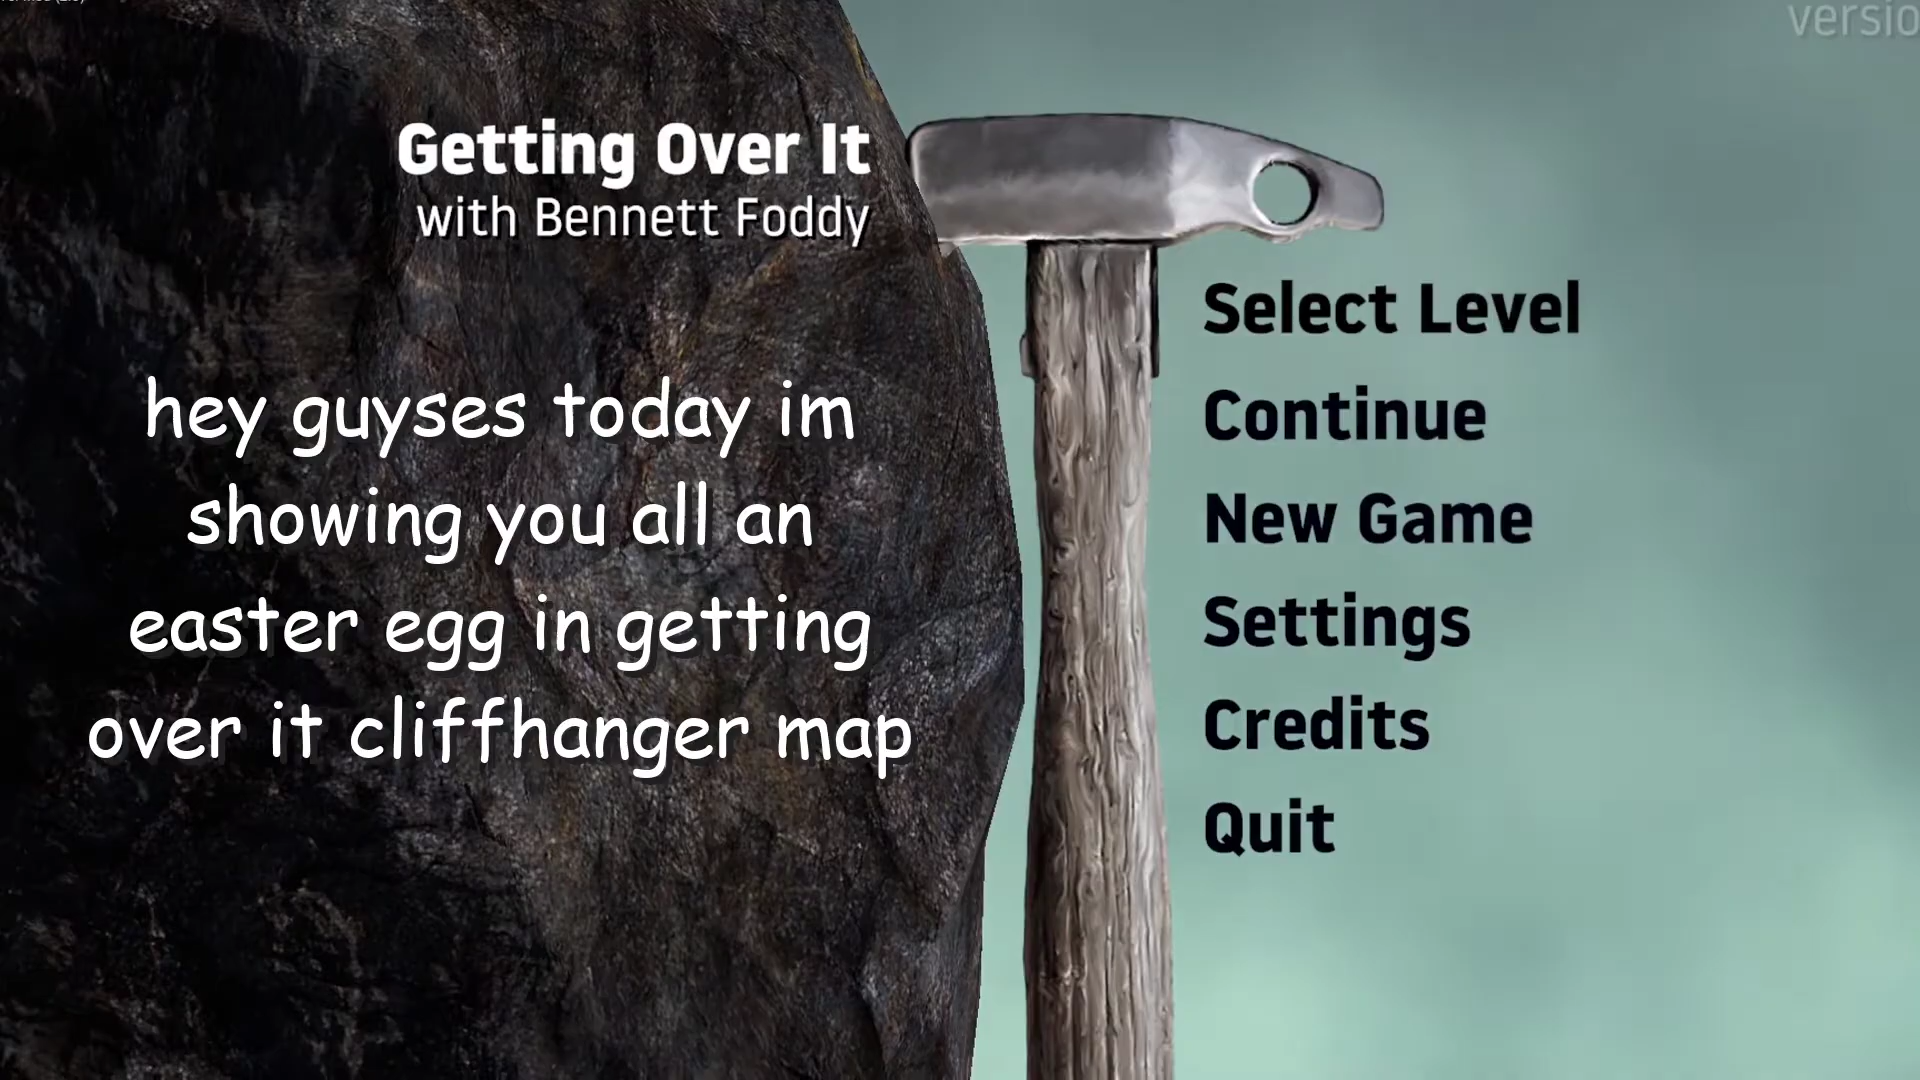 versio
Getting Over It
with Bennett Foddy
Select Level
hey guyses today im
Continue
showing you all an
New Game
easter egg in getting
Settings
over it cliffhanger map
Credits
Quit